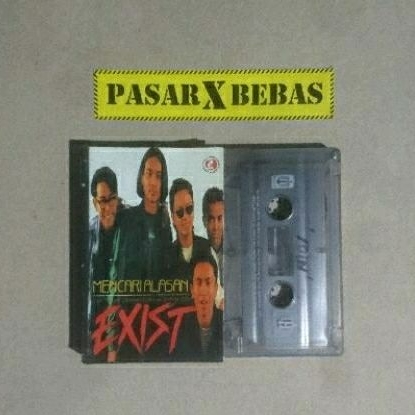 PASAR X BEBAS
MENCARI ALASAN
EXIST